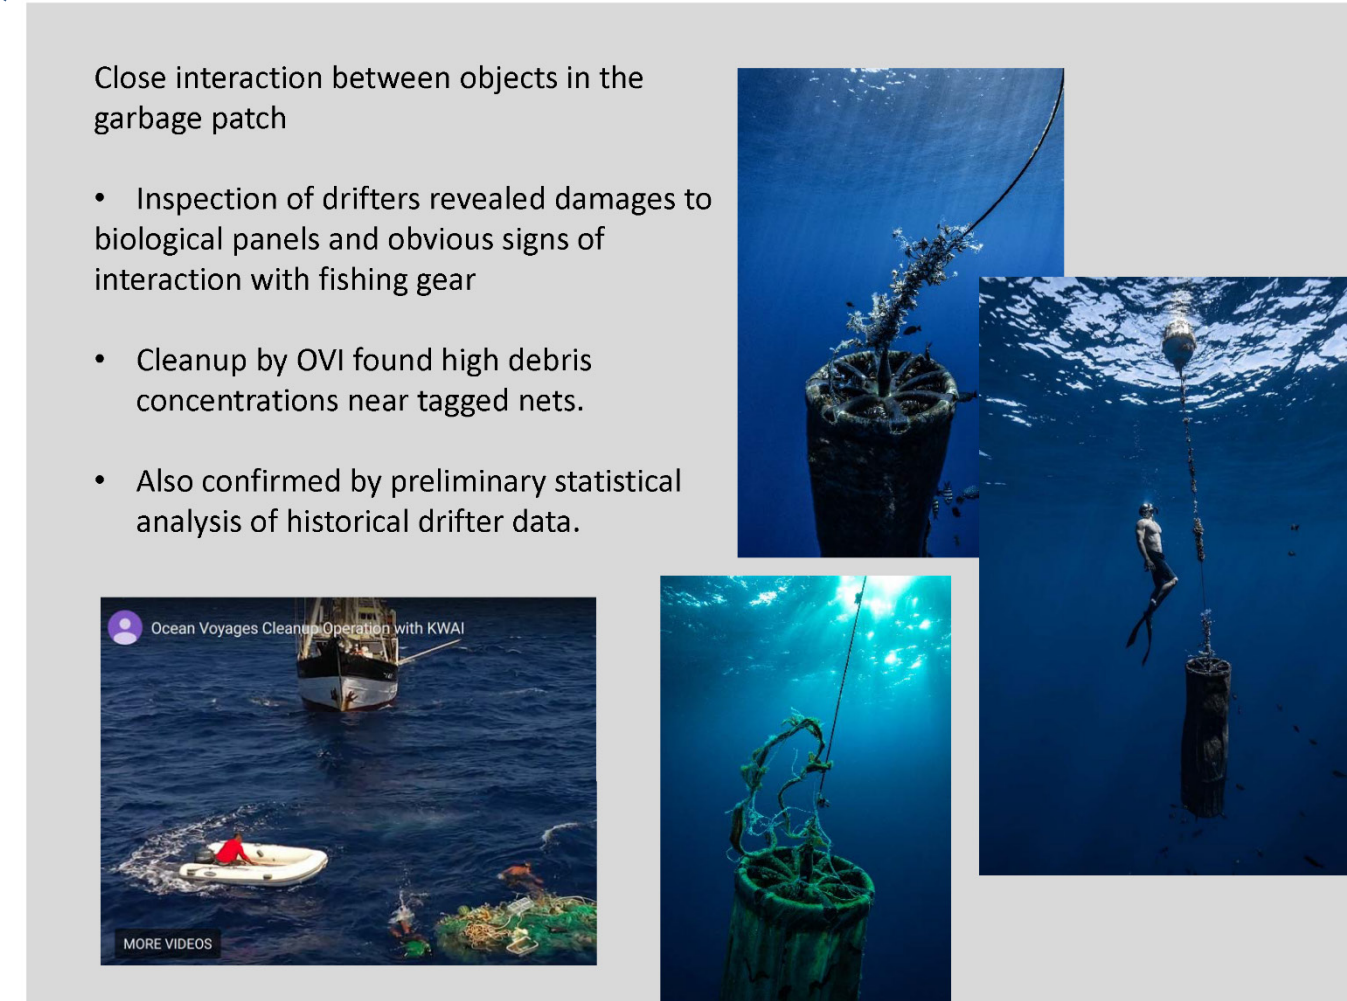 Close interaction between objects in the
garbage patch
• Inspection of drifters revealed damages to
biological panels and obvious signs of
interaction with fishing gear
• Cleanup by OVI found high debris
concentrations near tagged nets.
• Also confirmed by preliminary statistical
analysis of historical drifter data.
Ocean Voyages Cleanup Operation with KWAI
MORE VIDEOS